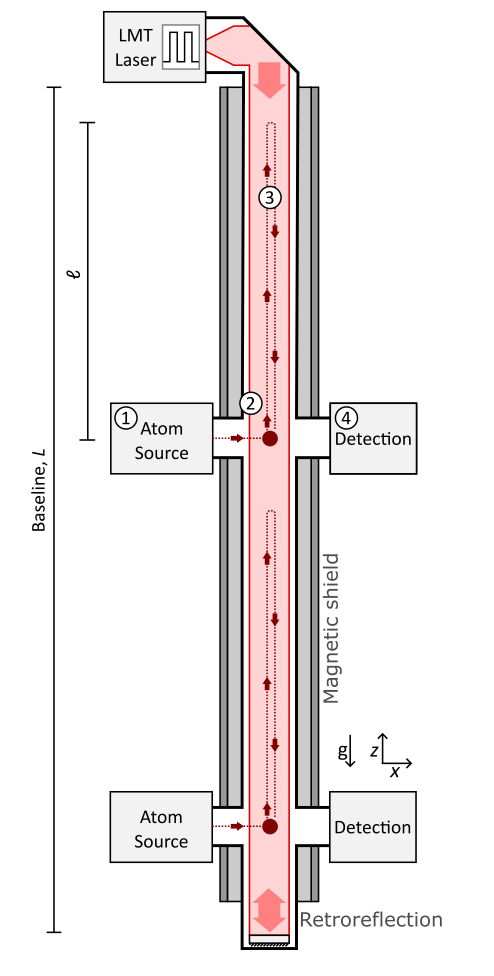 LMT
Laser
3
ℓ
2
1
Atom
Source
4
Detection
Baseline, L
Magnetic shield
g
z
x
Atom
Source
Detection
Retroreflection